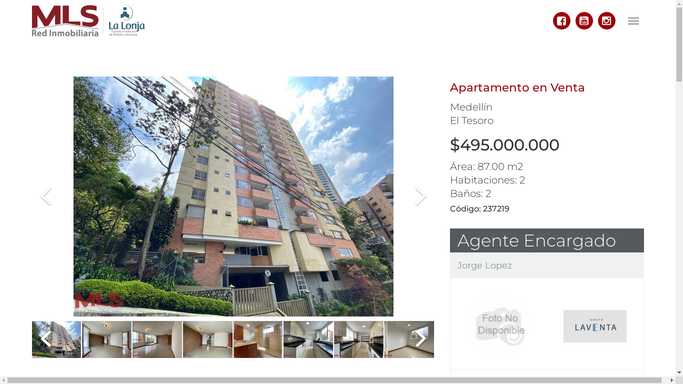 MLS
Red Inmobiliaria
La Lonja
Apartamento en Venta
Medellín
El Tesoro
$495.000.000
Área: 87.00 m2
Habitaciones: 2
Baños: 2
Código: 237219
Agente Encargado
Jorge Lopez
Foto No
Disponible
LAVENTA
MLS